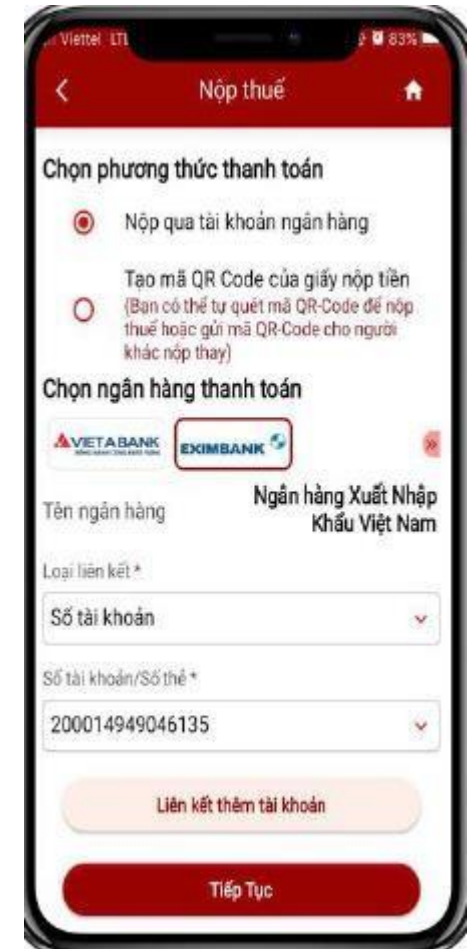 Viettel LTE 83%
Nộp thuế
Chọn phương thức thanh toán
Nộp qua tài khoản ngân hàng
Tạo mã QR Code của giấy nộp tiền
(Bạn có thể tự quét mã QR-Code để nộp
thuế hoặc gửi mã QR-Code cho người
khác nộp thay)
Chọn ngân hàng thanh toán
VIETABANK EXIMBANK
Tên ngân hàng
Ngân hàng Xuất Nhập
Khẩu Việt Nam
Loại liên kết *
Số tài khoản
Số tài khoản/Số thẻ *
200014949046135
Liên kết thêm tài khoản
Tiếp Tục